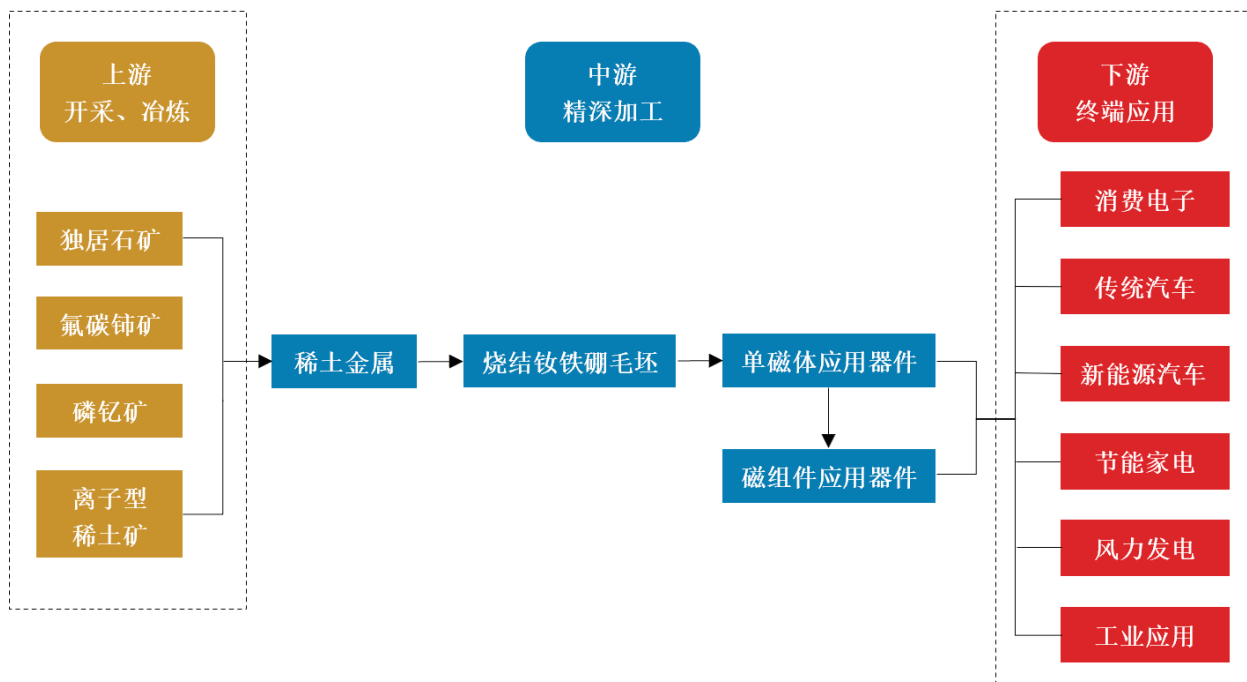 上游
开采、冶炼
中游
精深加工
下游
终端应用
独居石矿
氟碳铈矿
磷钇矿
离子型
稀土矿
稀土金属
烧结钕铁硼毛坯
单磁体应用器件
磁组件应用器件
消费电子
传统汽车
新能源汽车
节能家电
风力发电
工业应用